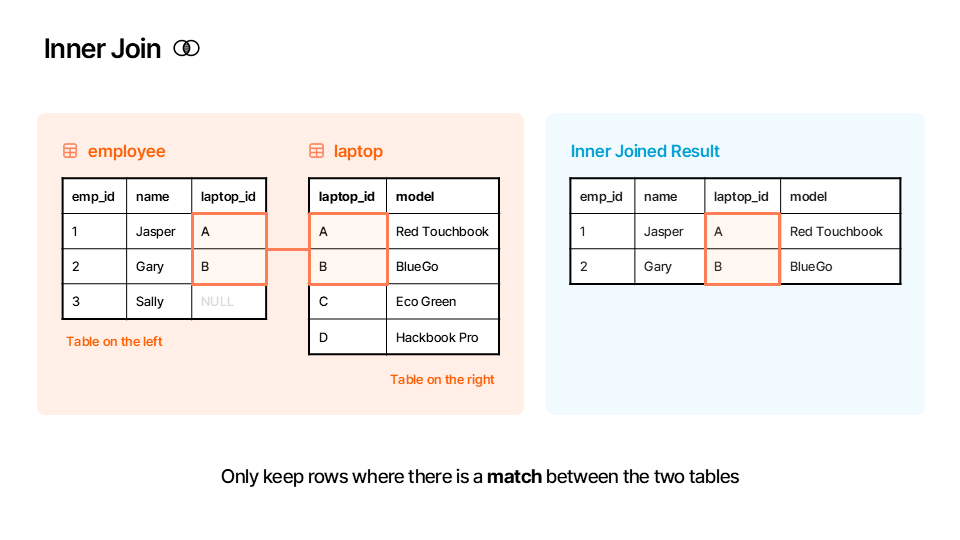 Inner Join
employee
emp_id name laptop_id
1 Jasper A
2 Gary B
3 Sally NULL
Table on the left
laptop
laptop_id model
A Red Touchbook
B BlueGo
C Eco Green
D Hackbook Pro
Table on the right
Inner Joined Result
emp_id name laptop_id model
1 Jasper A Red Touchbook
2 Gary B BlueGo
Only keep rows where there is a match between the two tables